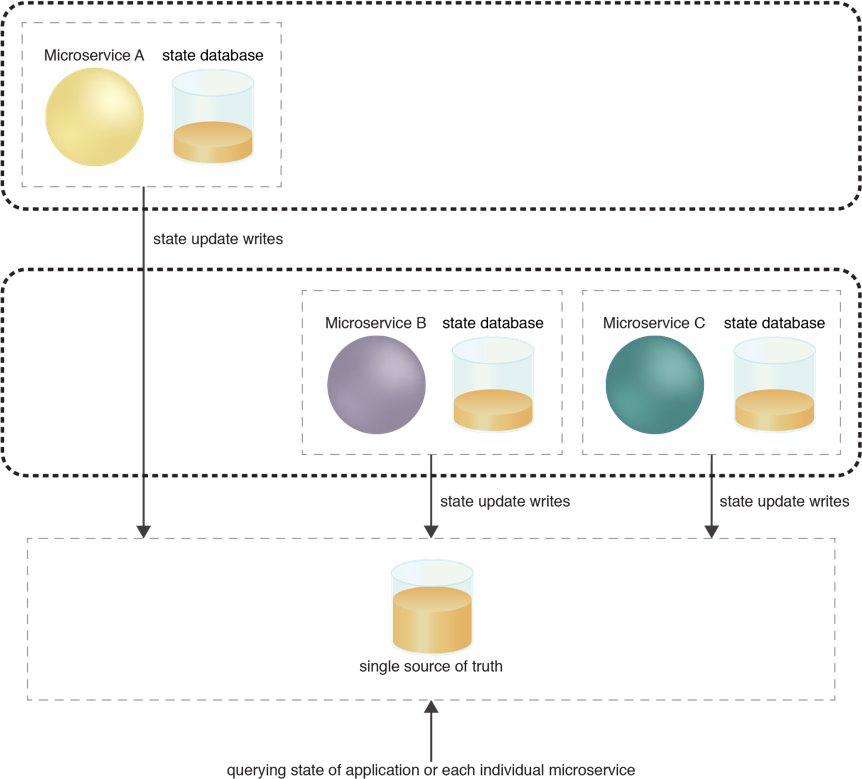 Microservice A
state database
state update writes
Microservice B
state database
Microservice C
state database
state update writes
state update writes
single source of truth
querying state of application or each individual microservice